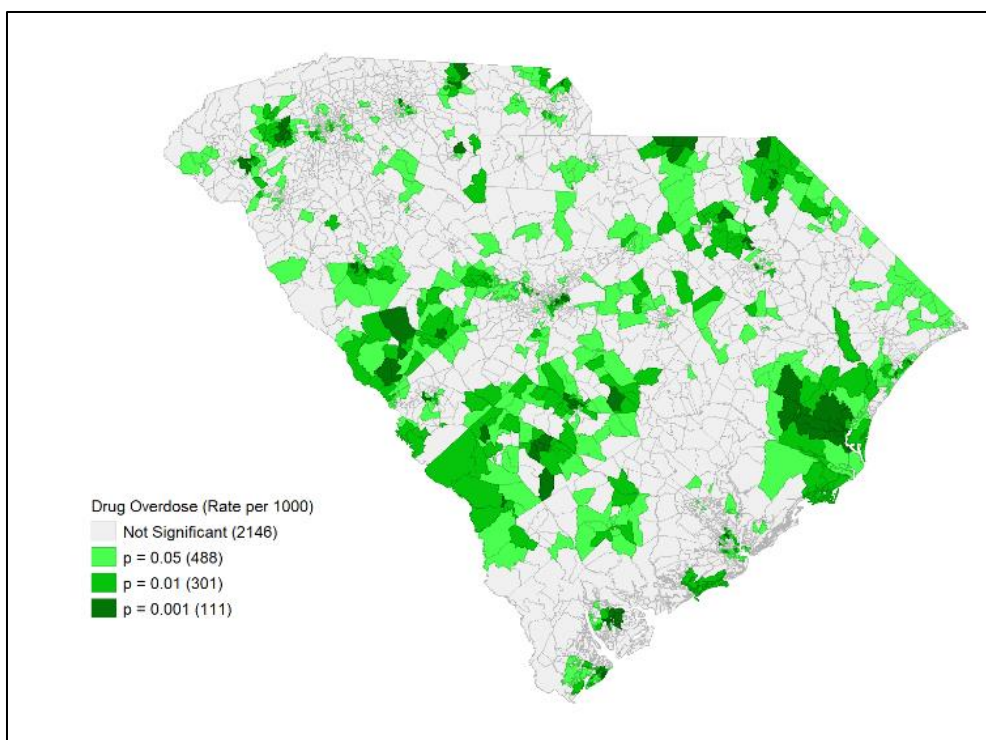 Drug Overdose (Rate per 1000)
Not Significant (2146)
p = 0.05 (488)
p = 0.01 (301)
p = 0.001 (111)